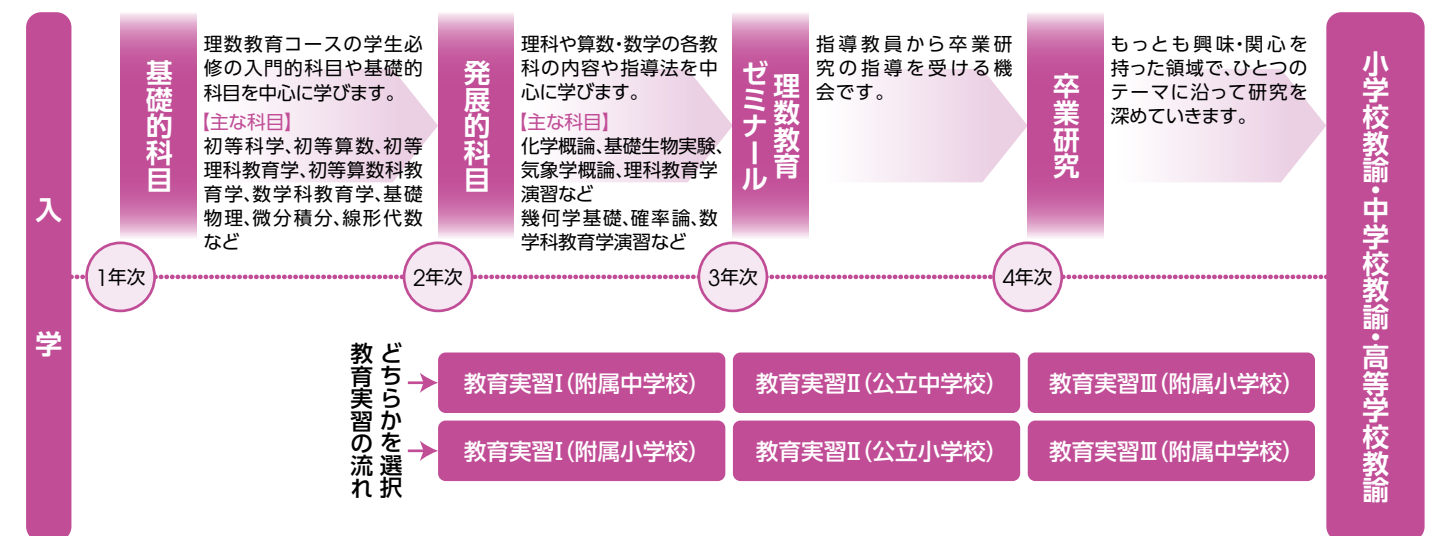 入学
基礎的科目
理数教育コースの学生必
修の入門的科目や基礎的
科目を中心に学びます。
【主な科目】
初等科学、初等算数、初等
理科教育学、初等算数科教
育学、数学科教育学、基礎
物理、微分積分、線形代数
など
発展的科目
理科や算数・数学の各教
科の内容や指導法を中
心に学びます。
【主な科目】
化学概論、基礎生物実験、
気象学概論、理科教育学
演習など
幾何学基礎、確率論、数
学科教育学演習など
理数教育
ゼミナール
指導教員から卒業研
究の指導を受ける機
会です。
卒業研究
もっとも興味・関心を
持った領域で、ひとつの
テーマに沿って研究を
深めていきます。
1年次
2年次
3年次
4年次
どちらかを選択
教育実習の流れ
教育実習Ⅰ（附属中学校）
教育実習Ⅱ（公立中学校）
教育実習Ⅲ（附属小学校）
教育実習Ⅰ（附属小学校）
教育実習Ⅱ（公立小学校）
教育実習Ⅲ（附属中学校）
小学校教諭・中学校教諭・高等学校教諭